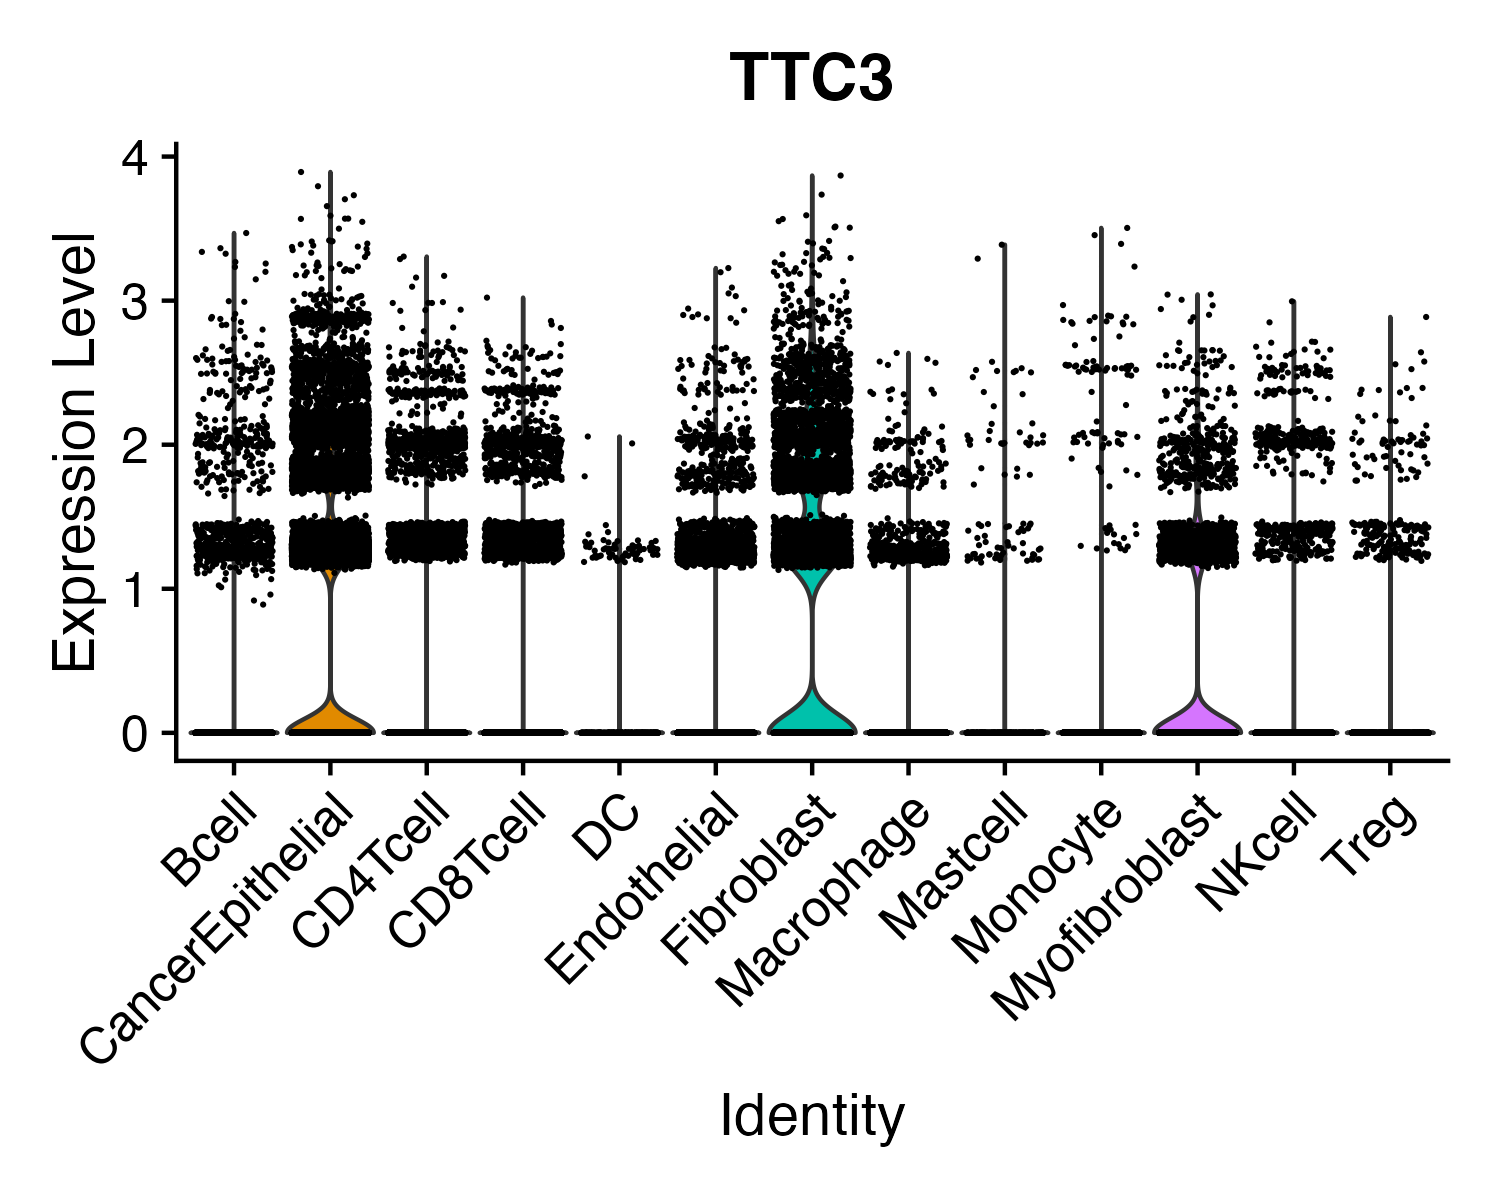 TTC3
Expression Level
4
3
2
1
0
Bcell
CancerEpithelial
CD4Tcell
CD8Tcell
DC
Endothelial
Fibroblast
Macrophage
Mastcell
Monocyte
Myofibroblast
NKcell
Treg
Identity